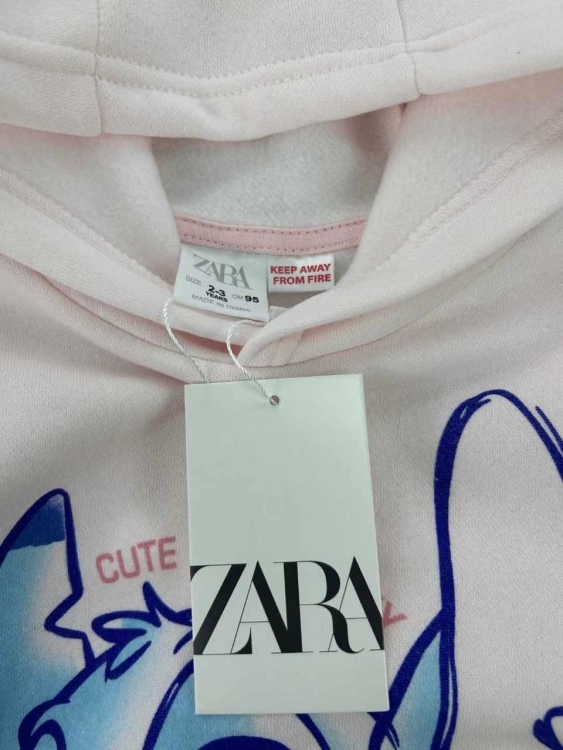 ZARA
SIZE 2-3 YEARS CM 95
MADE IN CHINA
KEEP AWAY
FROM FIRE
CUTE
ZARA